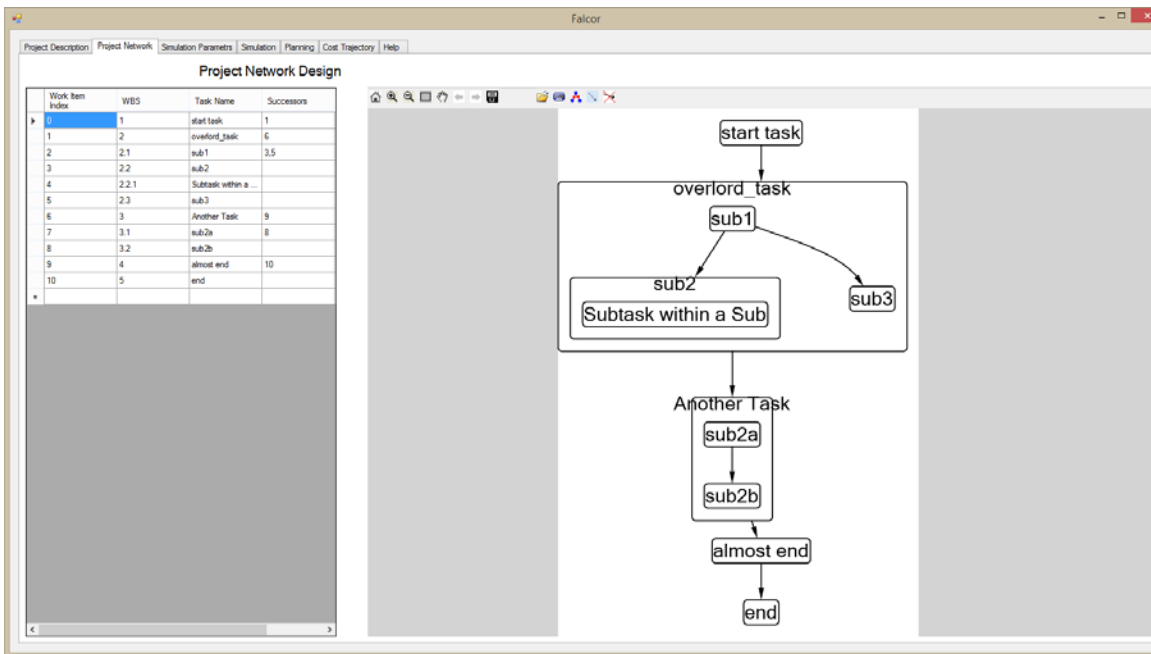 Falcor
Project Description Project Network Simulation Parametrs Simulation Planning Cost Trajectory Help
Project Network Design
Work Item Index WBS Task Name Successors
0 1 start task 1
1 2 overlord_task 6
2 2.1 sub1 3,5
3 2.2 sub2
4 2.2.1 Subtask within a ...
5 2.3 sub3
6 3 Another Task 9
7 3.1 sub2a 8
8 3.2 sub2b
9 4 almost end 10
10 5 end
start task
overlord_task
sub1
sub2
sub3
Subtask within a Sub
Another Task
sub2a
sub2b
almost end
end